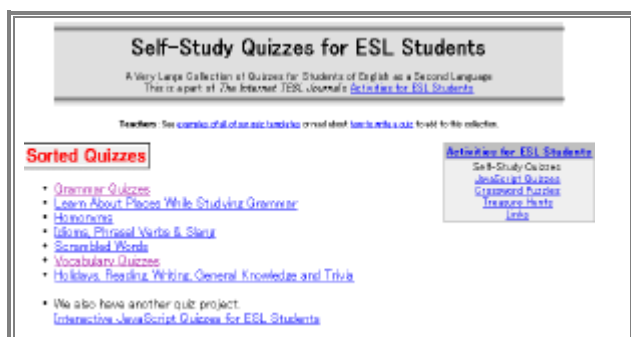 Self-Study Quizzes for ESL Students
A Very Large Collection of Quizzes for Students of English as a Second Language
This is a part of The Internet TESL Journal's Activities for ESL Students
Teachers: See examples of all of our quiz templates or read about how to write a quiz to add to this collection.
Sorted Quizzes
• Grammar Quizzes
• Learn About Places While Studying Grammar
• Homonyms
• Idioms, Phrasal Verbs & Slang
• Scrambled Words
• Vocabulary Quizzes
• Holidays, Reading, Writing, General Knowledge and Trivia
• We also have another quiz project.
Interactive JavaScript Quizzes for ESL Students
Activities for ESL Students
Self-Study Quizzes
JavaScript Quizzes
Crossword Puzzles
Treasure Hunts
Links